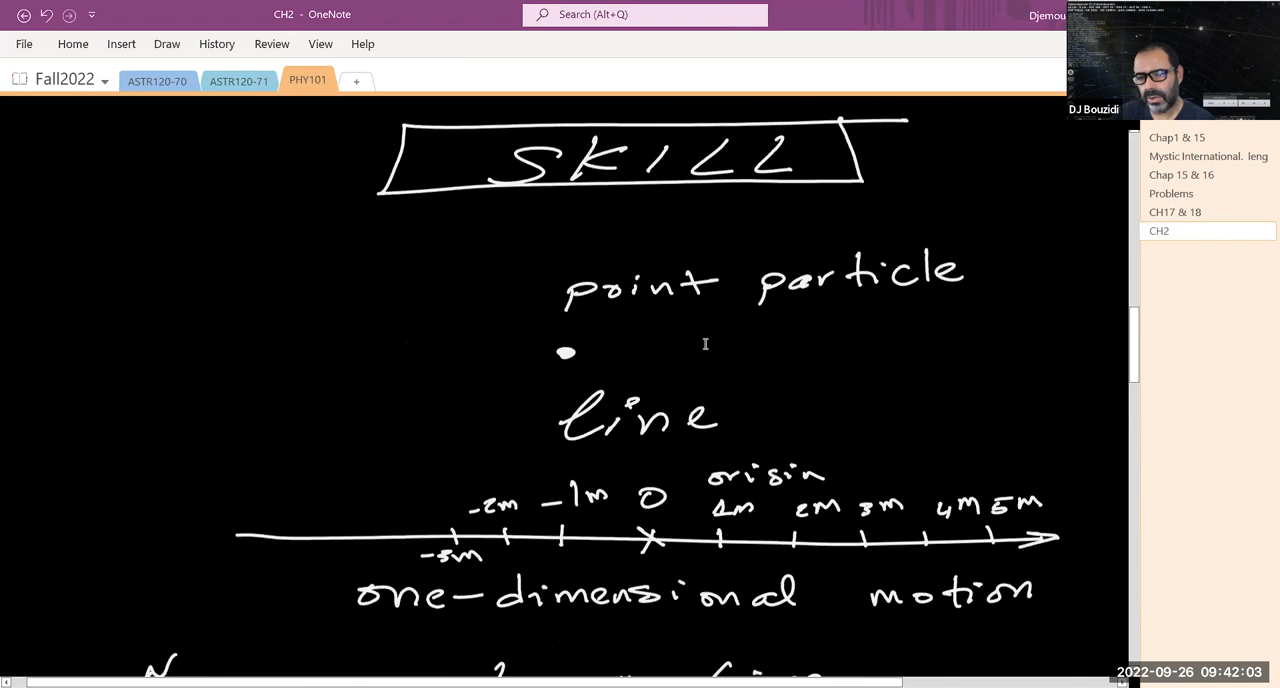 CH2 - OneNote
Search (Alt+Q)
Djemou
File Home Insert Draw History Review View Help
Fall2022 ASTR120-70 ASTR120-71 PHY101 +
DJ Bouzidi
Chap1 & 15
Mystic International. leng
Chap 15 & 16
Problems
CH17 & 18
CH2
SKILL
point particle
line
origin
-2m -1m 0 1m 2m 3m 4m 5m
-3m
one-dimensional motion
2022-09-26 09:42:03